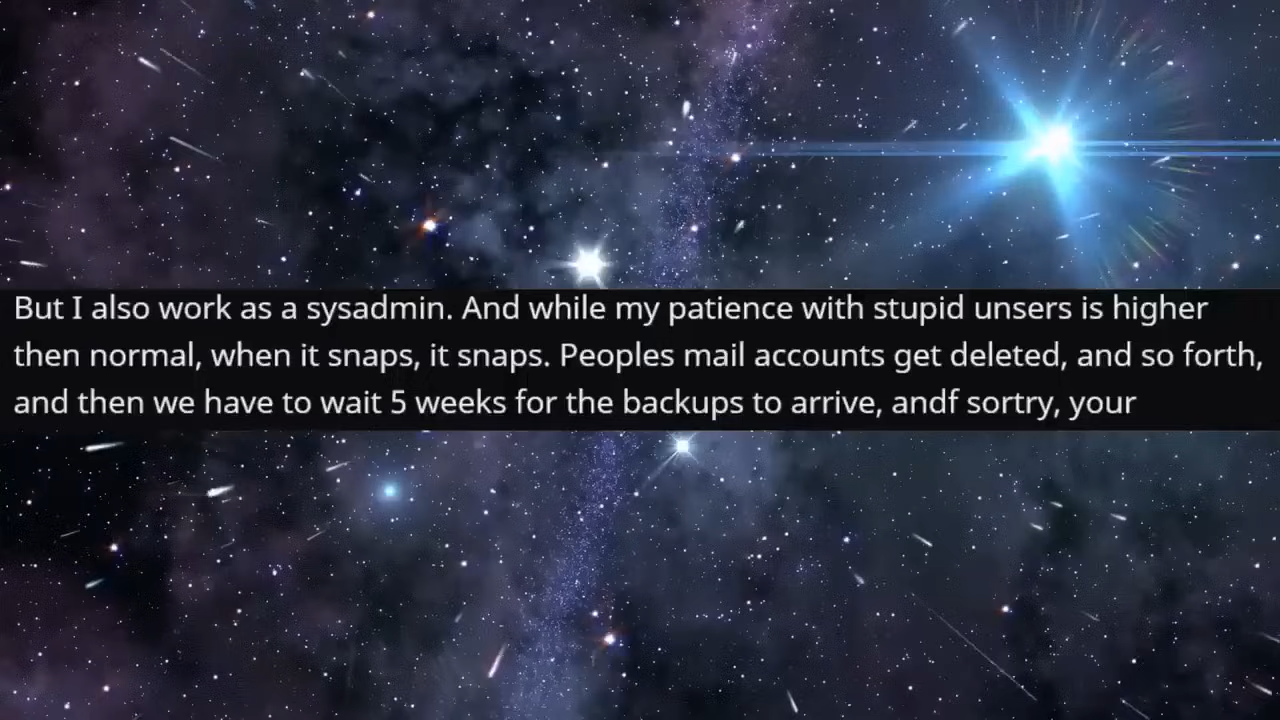 But I also work as a sysadmin. And while my patience with stupid unsers is higher
then normal, when it snaps, it snaps. Peoples mail accounts get deleted, and so forth,
and then we have to wait 5 weeks for the backups to arrive, andf sortry, your